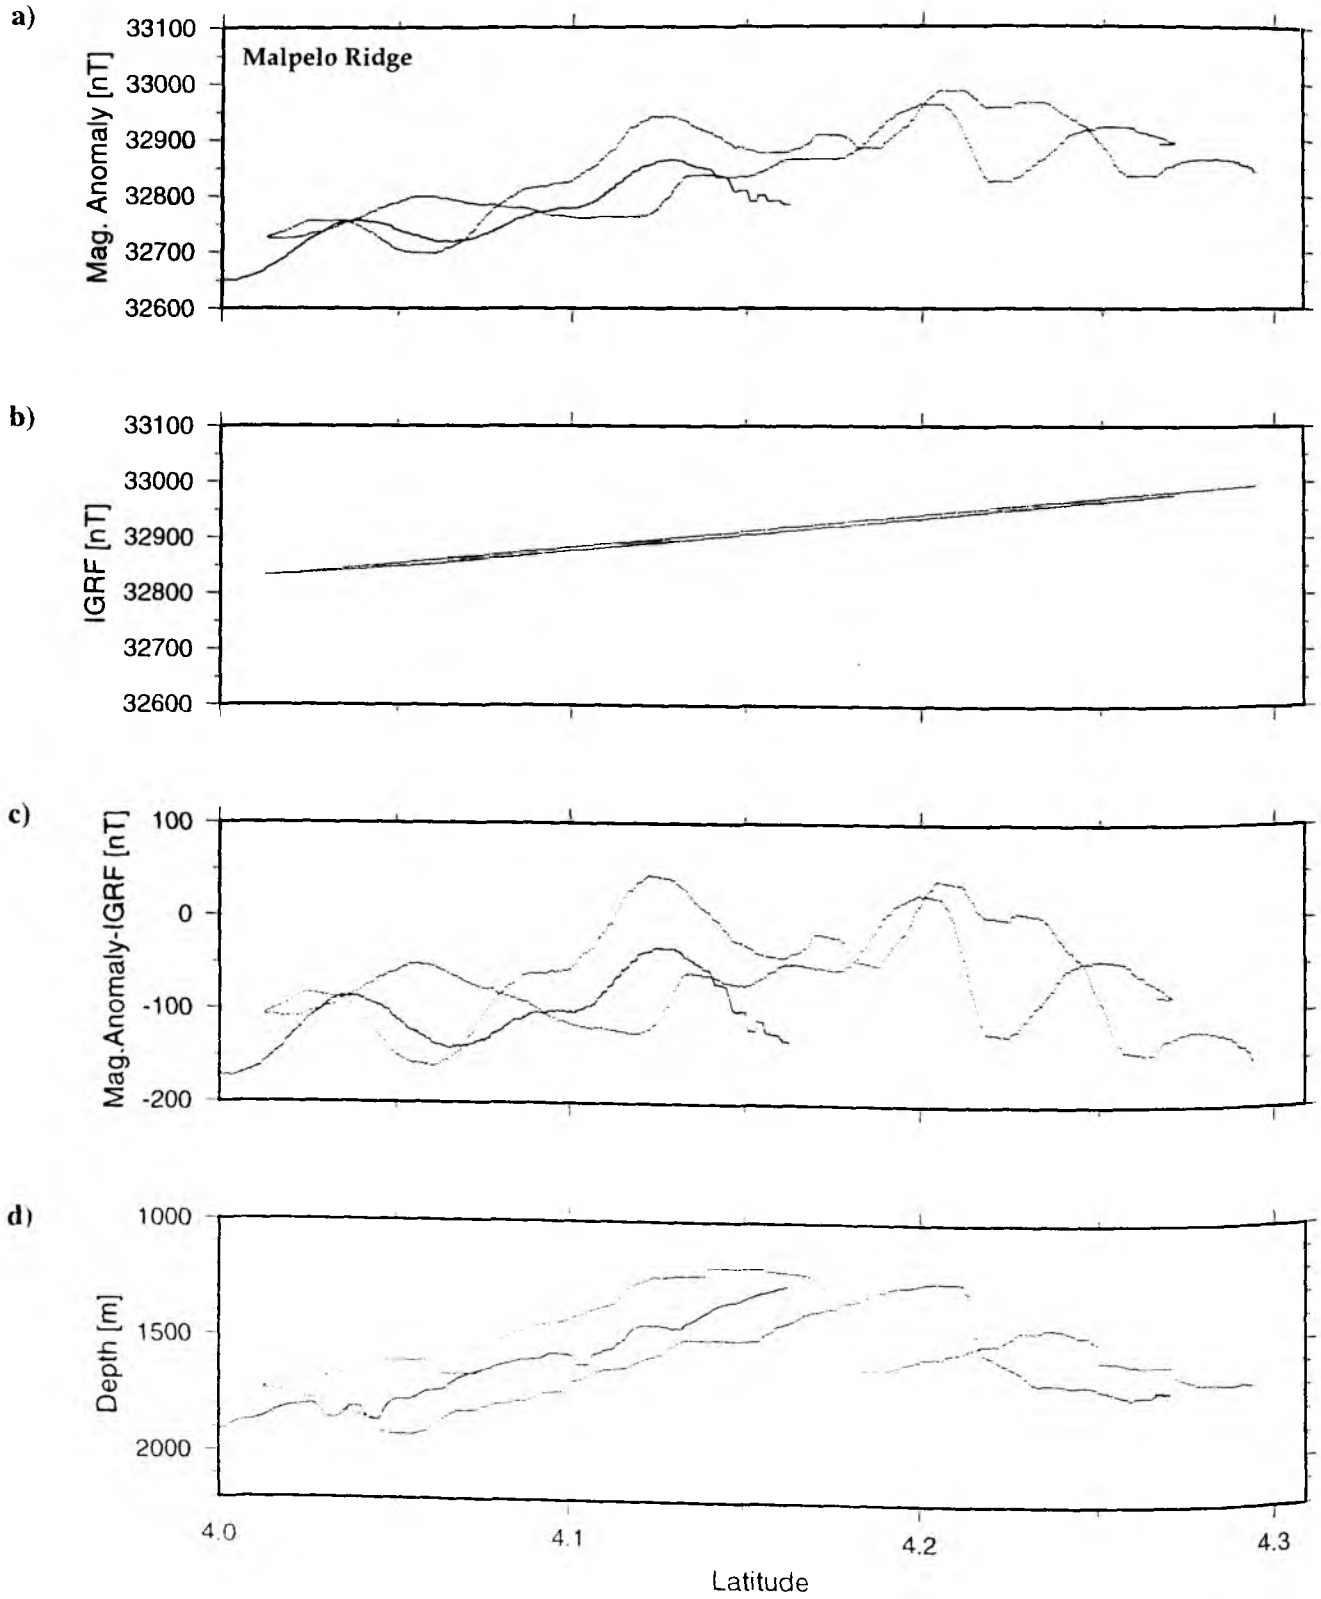 a)
Malpelo Ridge
Mag. Anomaly [nT]
33100
33000
32900
32800
32700
32600
b)
IGRF [nT]
33100
33000
32900
32800
32700
32600
c)
Mag.Anomaly-IGRF [nT]
100
0
-100
-200
d)
Depth [m]
1000
1500
2000
4.0
4.1
4.2
4.3
Latitude